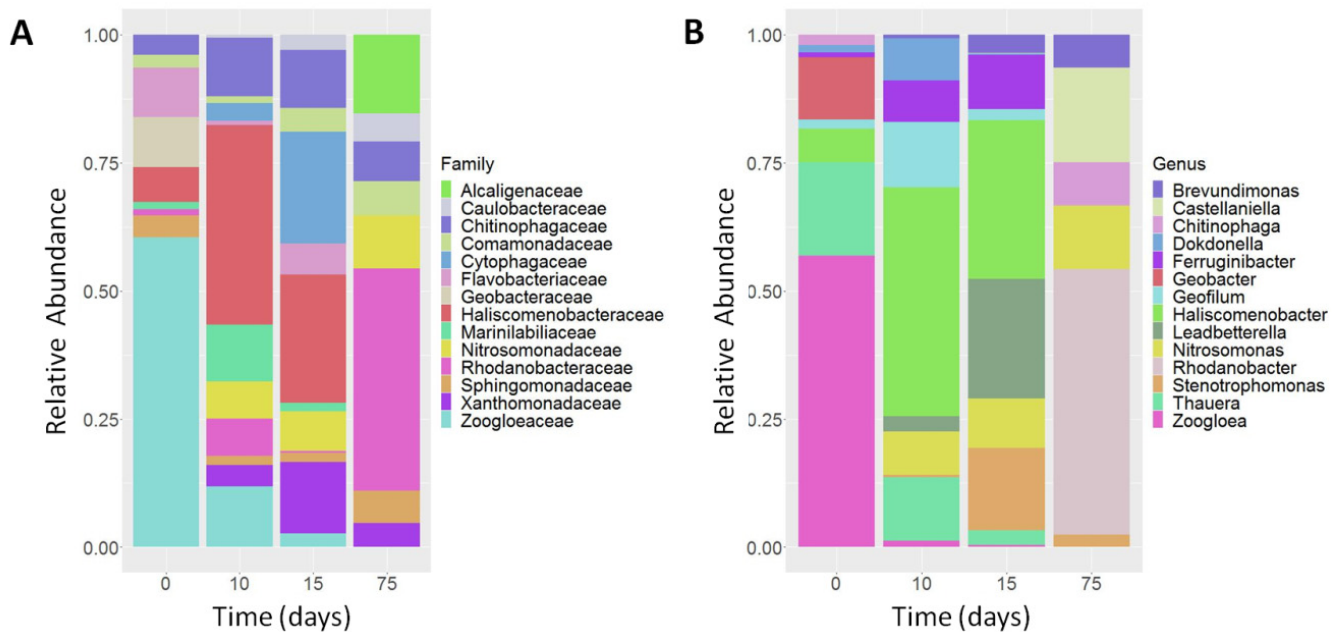 A
Relative Abundance
1.00
0.75
0.50
0.25
0.00
0 10 15 75
Time (days)
Family
Alcaligenaceae
Caulobacteraceae
Chitinophagaceae
Comamonadaceae
Cytophagaceae
Flavobacteriaceae
Geobacteraceae
Haliscomenobacteraceae
Marinilabiliaceae
Nitrosomonadaceae
Rhodanobacteraceae
Sphingomonadaceae
Xanthomonadaceae
Zoogloeaceae
B
Relative Abundance
1.00
0.75
0.50
0.25
0.00
0 10 15 75
Time (days)
Genus
Brevundimonas
Castellaniella
Chitinophaga
Dokdonella
Ferruginibacter
Geobacter
Geofilum
Haliscomenobacter
Leadbetterella
Nitrosomonas
Rhodanobacter
Stenotrophomonas
Thauera
Zoogloea